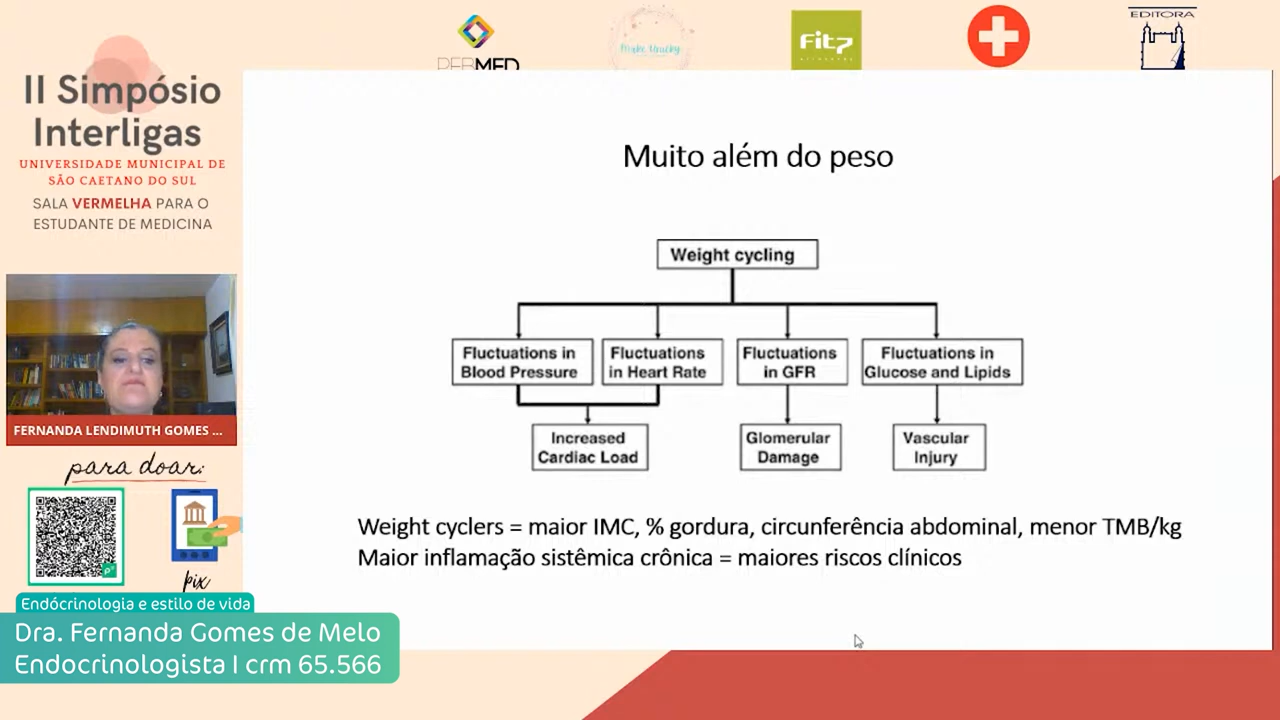 II Simpósio
Interligas
UNIVERSIDADE MUNICIPAL DE
SÃO CAETANO DO SUL
SALA VERMELHA PARA O
ESTUDANTE DE MEDICINA
PEBMED
Fit7
EDITORA
Muito além do peso
Weight cycling
Fluctuations in
Blood Pressure
Fluctuations
in Heart Rate
Fluctuations
in GFR
Fluctuations in
Glucose and Lipids
Increased
Cardiac Load
Glomerular
Damage
Vascular
Injury
Weight cyclers = maior IMC, % gordura, circunferência abdominal, menor TMB/kg
Maior inflamação sistêmica crônica = maiores riscos clínicos
FERNANDA LENDIMUTH GOMES ...
para doar:
pix
Endócrinologia e estilo de vida
Dra. Fernanda Gomes de Melo
Endocrinologista I crm 65.566